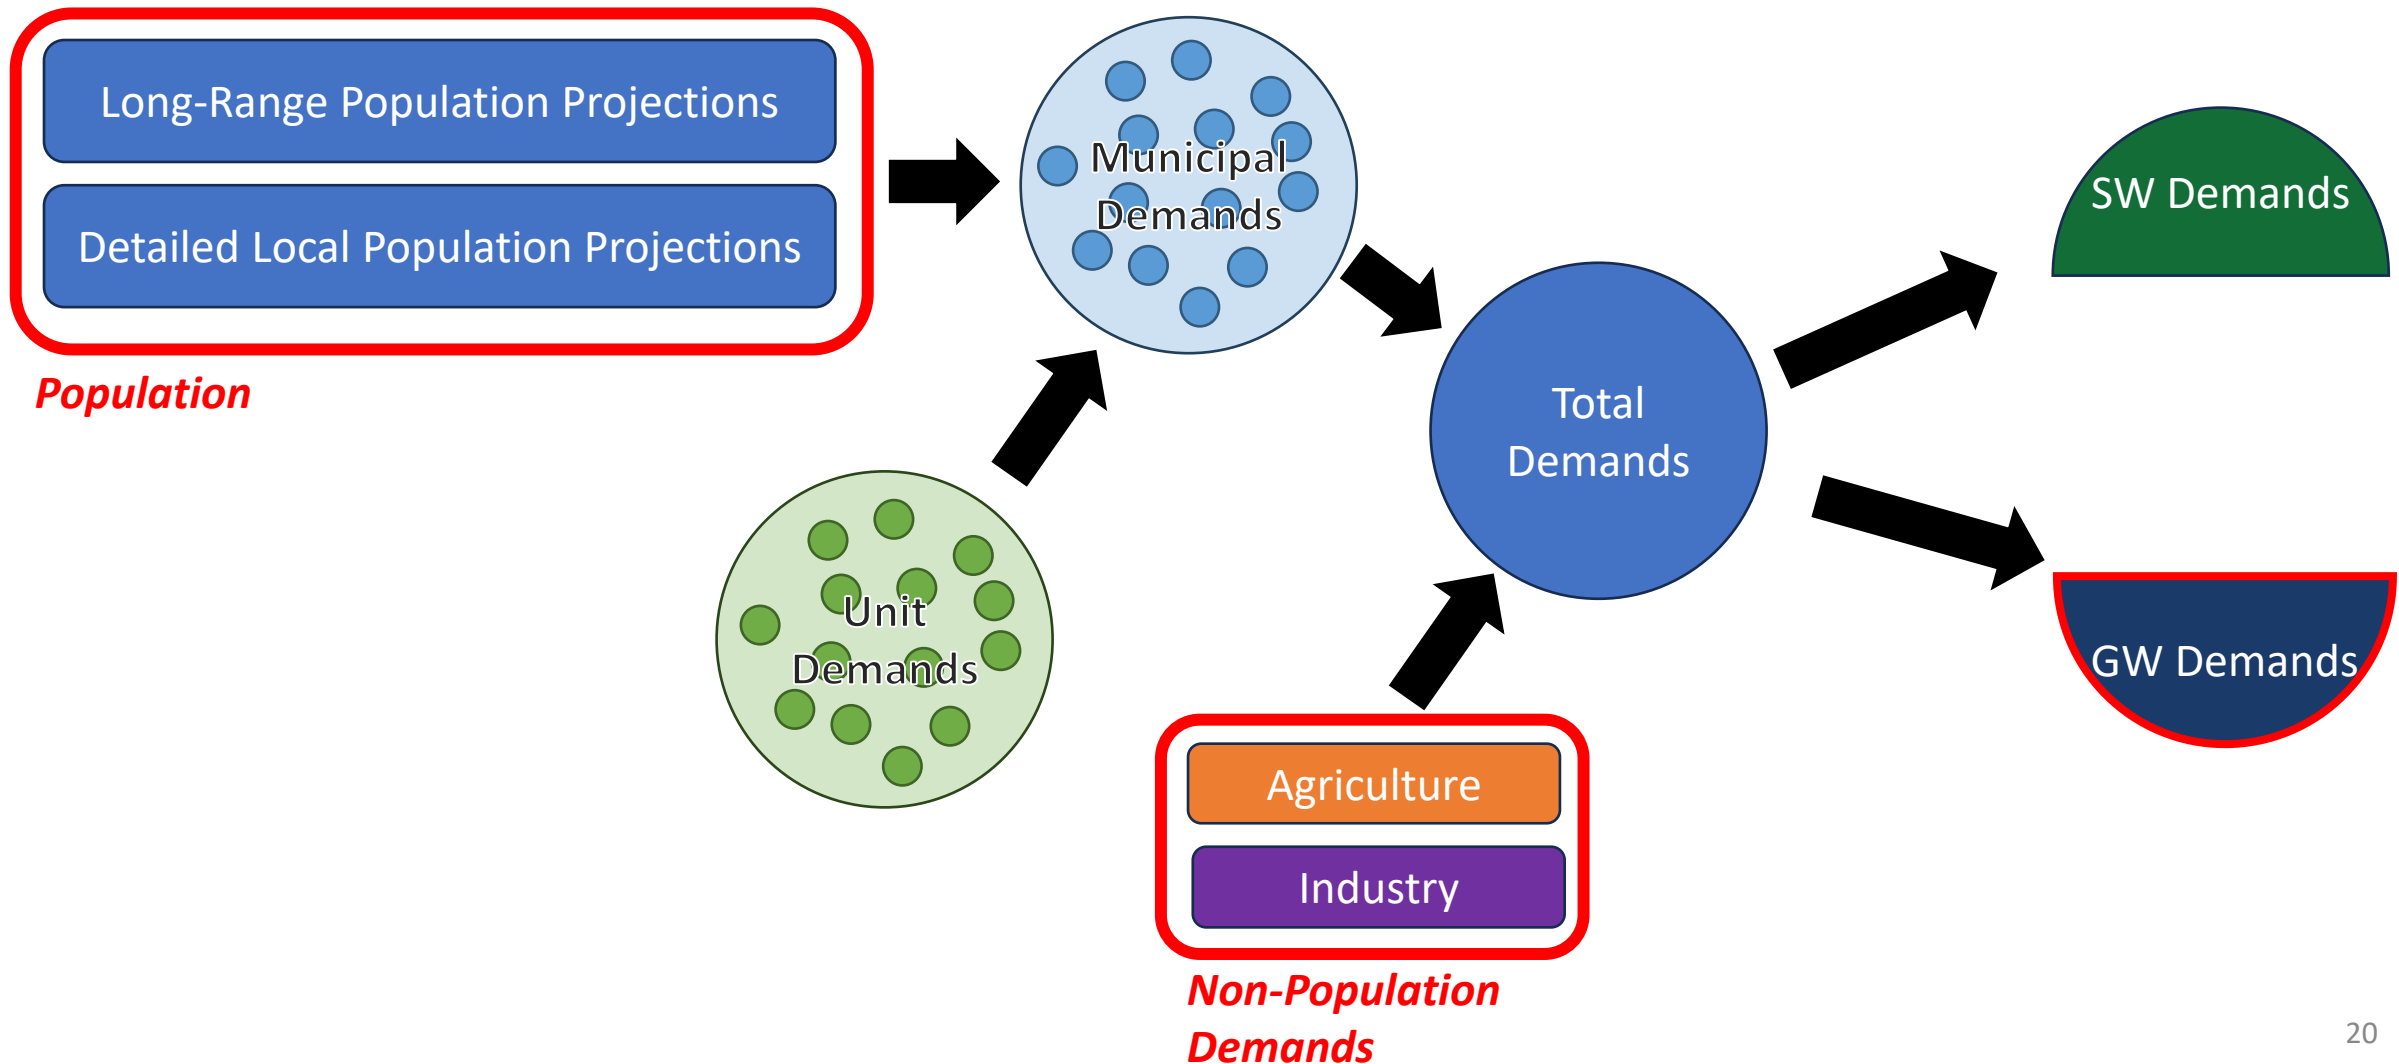 Long-Range Population Projections
Detailed Local Population Projections
Population
Municipal
Demands
Unit
Demands
Total
Demands
Agriculture
Industry
Non-Population
Demands
SW Demands
GW Demands
20